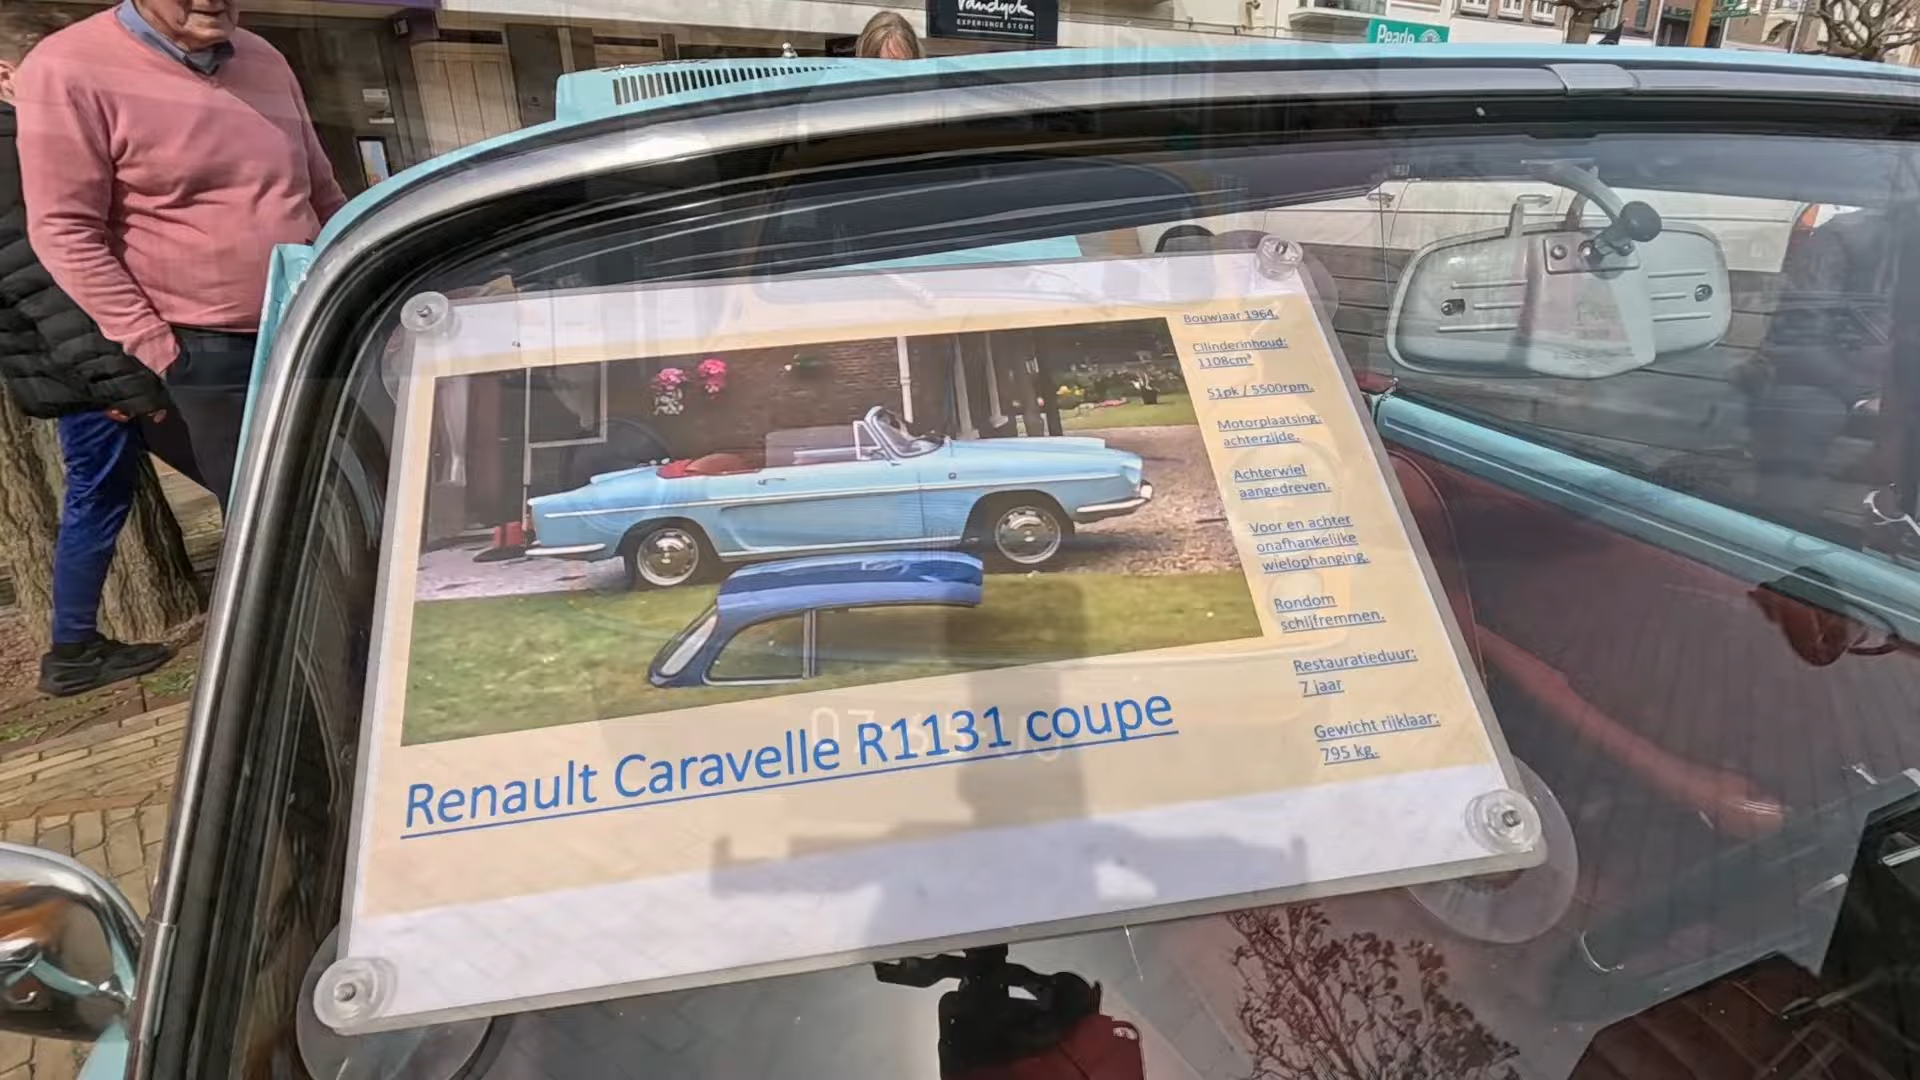 Vandyck
EXPERIENCE STORE
Pearle
Bouwjaar 1964.
Cilinderinhoud:
1108cm³
51pk / 5500rpm.
Motorplaatsing:
achterzijde.
Achterwiel
aangedreven.
Voor en achter
onafhankelijke
wielophanging.
Rondom
schijfremmen.
Restauratieduur:
7 jaar
Gewicht rijklaar:
795 kg.
Renault Caravelle R1131 coupe